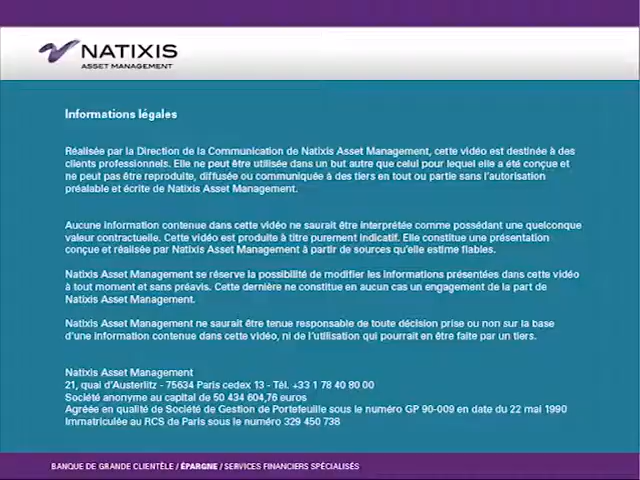 NATIXIS
ASSET MANAGEMENT
Informations légales
Réalisée par la Direction de la Communication de Natixis Asset Management, cette vidéo est destinée à des
clients professionnels. Elle ne peut être utilisée dans un but autre que celui pour lequel elle a été conçue et
ne peut pas être reproduite, diffusée ou communiquée à des tiers en tout ou partie sans l'autorisation
préalable et écrite de Natixis Asset Management.
Aucune information contenue dans cette vidéo ne saurait être interprétée comme possédant une quelconque
valeur contractuelle. Cette vidéo est produite à titre purement indicatif. Elle constitue une présentation
conçue et réalisée par Natixis Asset Management à partir de sources qu'elle estime fiables.
Natixis Asset Management se réserve la possibilité de modifier les informations présentées dans cette vidéo
à tout moment et sans préavis. Cette dernière ne constitue en aucun cas un engagement de la part de
Natixis Asset Management.
Natixis Asset Management ne saurait être tenue responsable de toute décision prise ou non sur la base
d'une information contenue dans cette vidéo, ni de l'utilisation qui pourrait en être faite par un tiers.
Natixis Asset Management
21, quai d'Austerlitz - 75634 Paris cedex 13 - Tél. +33 1 78 40 80 00
Société anonyme au capital de 50 434 604,76 euros
Agréée en qualité de Société de Gestion de Portefeuille sous le numéro GP 90-009 en date du 22 mai 1990
Immatriculée au RCS de Paris sous le numéro 329 450 738
BANQUE DE GRANDE CLIENTÈLE / ÉPARGNE / SERVICES FINANCIERS SPÉCIALISÉS